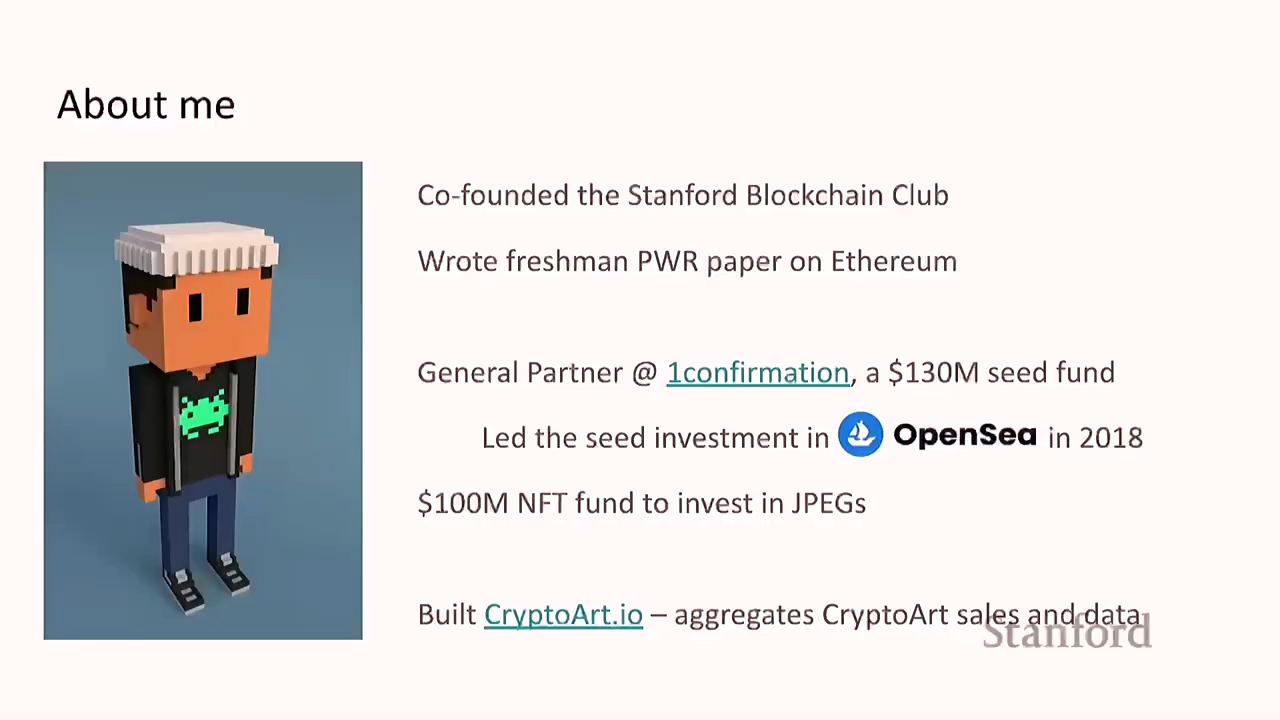 About me
Co-founded the Stanford Blockchain Club
Wrote freshman PWR paper on Ethereum
General Partner @ 1confirmation, a $130M seed fund
Led the seed investment in OpenSea in 2018
$100M NFT fund to invest in JPEGs
Built CryptoArt.io – aggregates CryptoArt sales and data
Stanford